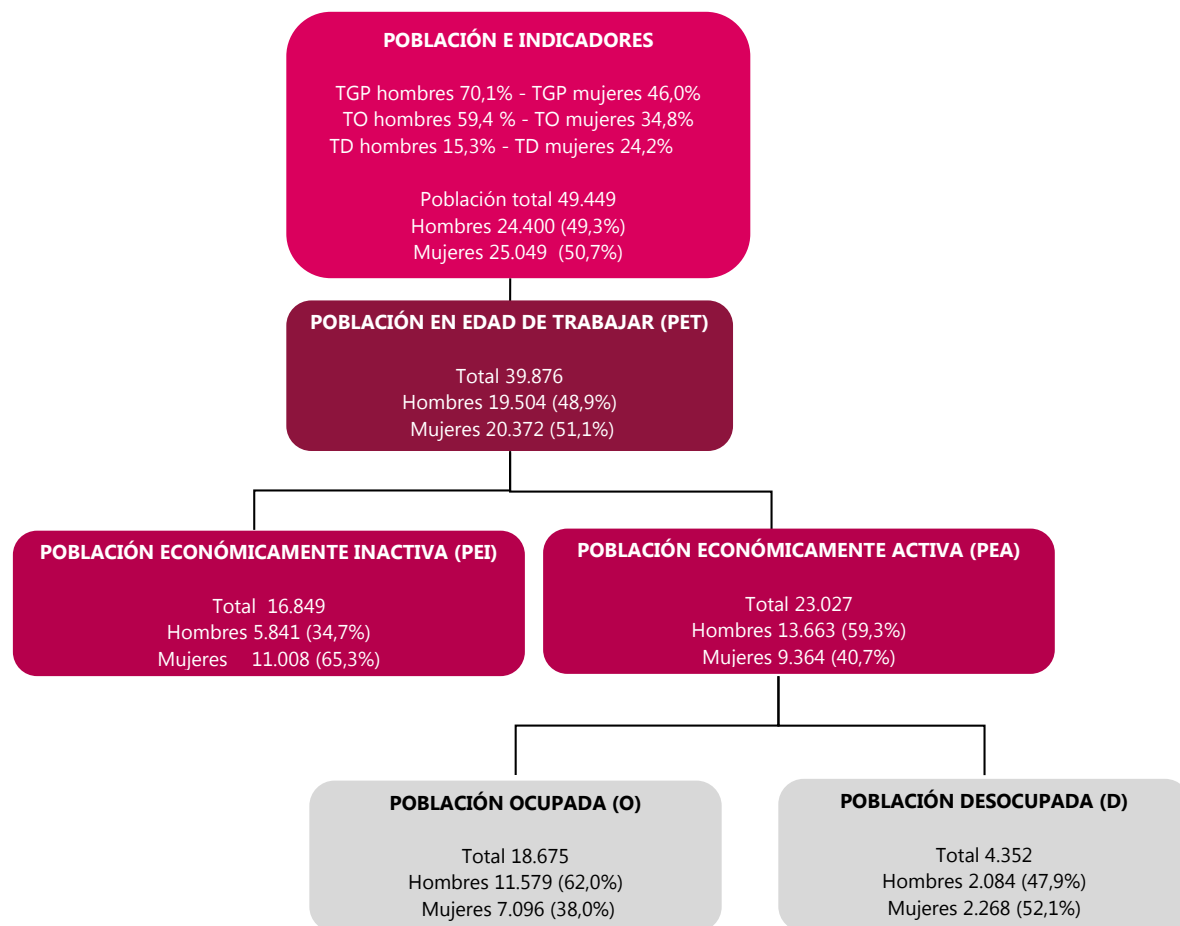 POBLACIÓN E INDICADORES
TGP hombres 70,1% - TGP mujeres 46,0%
TO hombres 59,4 % - TO mujeres 34,8%
TD hombres 15,3% - TD mujeres 24,2%
Población total 49.449
Hombres 24.400 (49,3%)
Mujeres 25.049 (50,7%)
POBLACIÓN EN EDAD DE TRABAJAR (PET)
Total 39.876
Hombres 19.504 (48,9%)
Mujeres 20.372 (51,1%)
POBLACIÓN ECONÓMICAMENTE INACTIVA (PEI)
Total 16.849
Hombres 5.841 (34,7%)
Mujeres 11.008 (65,3%)
POBLACIÓN ECONÓMICAMENTE ACTIVA (PEA)
Total 23.027
Hombres 13.663 (59,3%)
Mujeres 9.364 (40,7%)
POBLACIÓN OCUPADA (O)
Total 18.675
Hombres 11.579 (62,0%)
Mujeres 7.096 (38,0%)
POBLACIÓN DESOCUPADA (D)
Total 4.352
Hombres 2.084 (47,9%)
Mujeres 2.268 (52,1%)